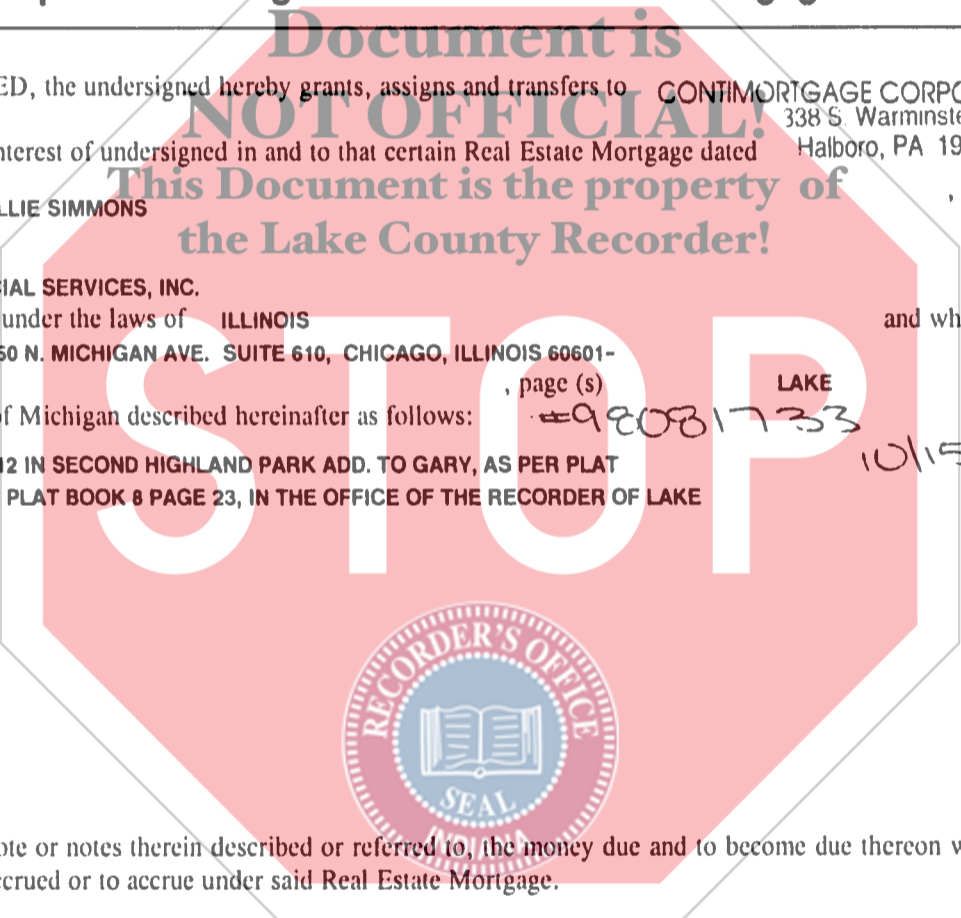 Document is
ED, the undersigned hereby grants, assigns and transfers to CONTIMORTGAGE CORPO
NOT OFFICIAL!
338 S. Warminste
nterest of undersigned in and to that certain Real Estate Mortgage dated Halboro, PA 19
This Document is the property of
LLIE SIMMONS ,
the Lake County Recorder!
IAL SERVICES, INC.
under the laws of ILLINOIS and wh
50 N. MICHIGAN AVE. SUITE 610, CHICAGO, ILLINOIS 60601-
, page (s) LAKE
of Michigan described hereinafter as follows: #98081733
12 IN SECOND HIGHLAND PARK ADD. TO GARY, AS PER PLAT 10/15
PLAT BOOK 8 PAGE 23, IN THE OFFICE OF THE RECORDER OF LAKE
STOP
RECORDER'S OFFICE
SEAL
INDIANA
ote or notes therein described or referred to, the money due and to become due thereon w
ccrued or to accrue under said Real Estate Mortgage.